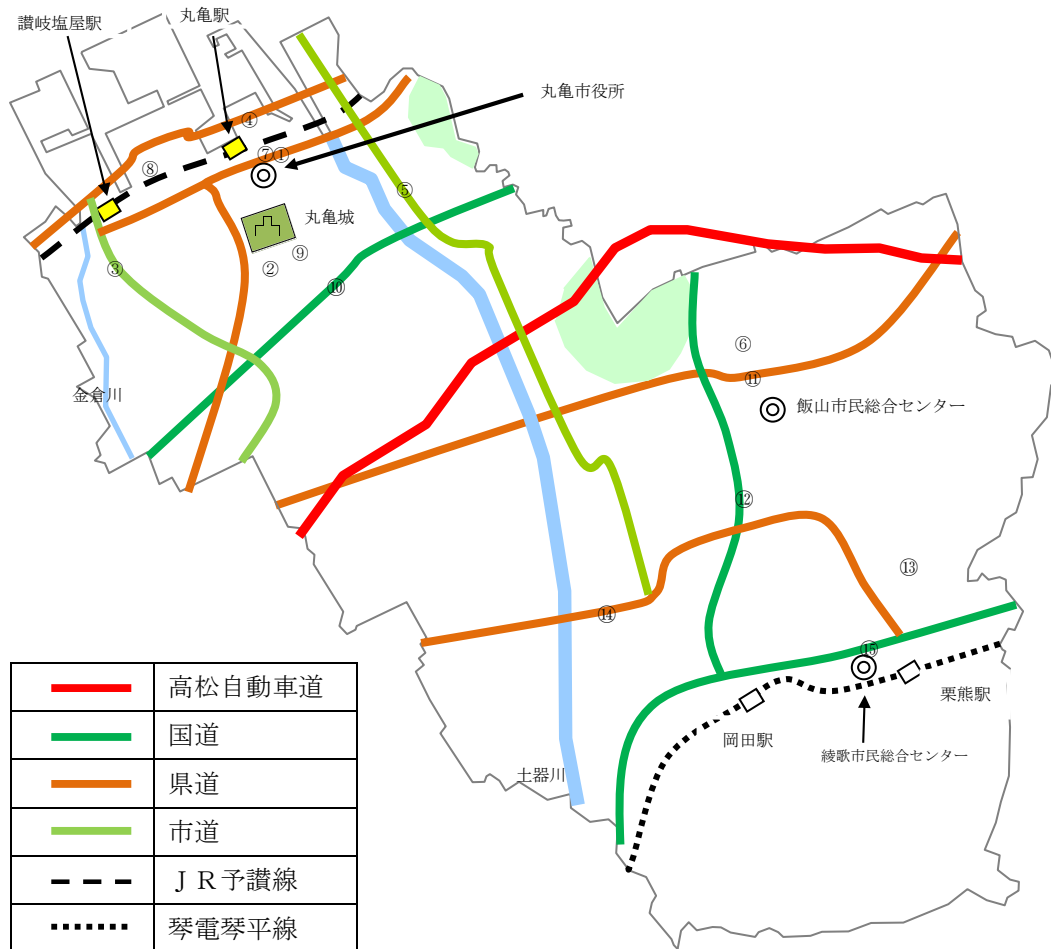 讃岐塩屋駅
丸亀駅
丸亀市役所
④
⑦①
⑧
⑤
丸亀城
⑨
②
③
⑩
⑥
⑪
金倉川
飯山市民総合センター
⑫
⑬
⑭
⑮
栗熊駅
岡田駅
綾歌市民総合センター
土器川
高松自動車道
国道
県道
市道
ＪＲ予讃線
琴電琴平線